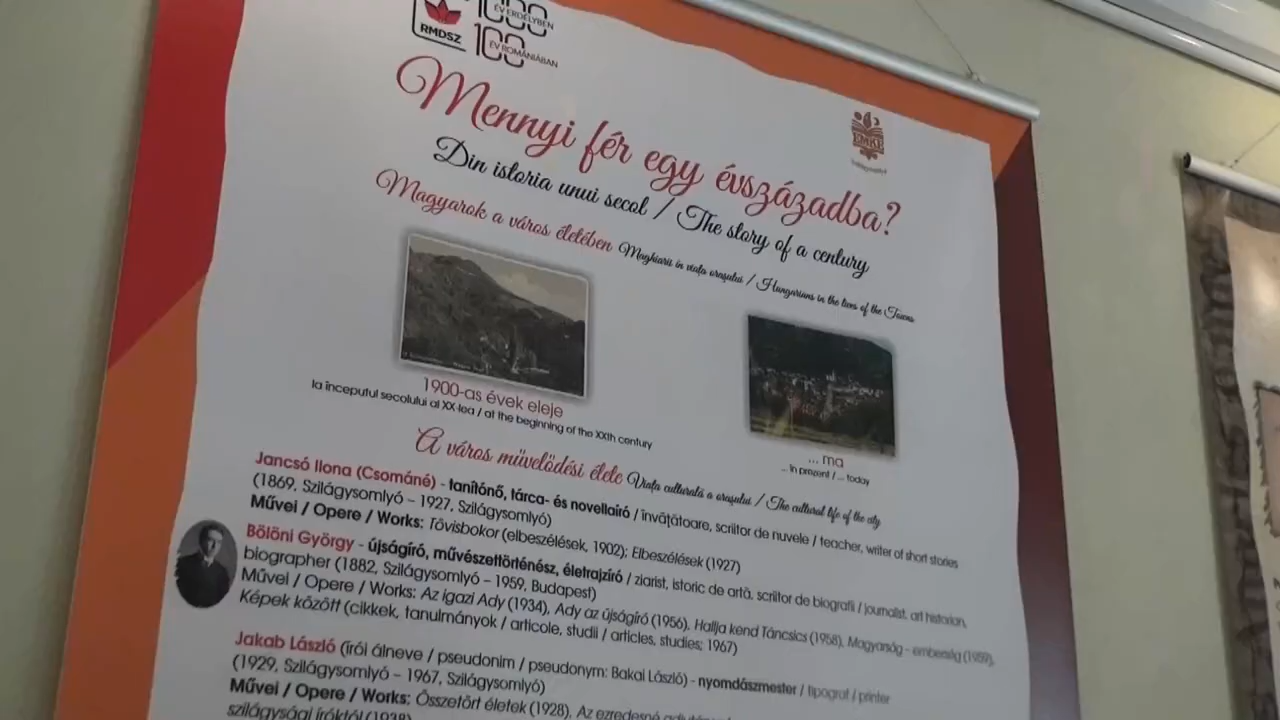 1000 ÉV ERDÉLYBEN
RMDSZ
100 ÉV ROMÁNIÁBAN
EMKE
Mennyi fér egy évszázadba?
Din istoria unui secol / The story of a century
Magyarok a város életében Maghiarii in viața orașului / Hungarians in the lives of the Towns
1900-as évek eleje
la începutul secolului al XX-lea / at the beginning of the XXth century
... ma
... în prezent / ... today
A város művelődési élete Viața culturală a orașului / The cultural life of the city
Jancsó Ilona (Csománé) - tanítónő, tárca- és novellaíró / învățătoare, scriitor de nuvele / teacher, writer of short stories
(1869, Szilágysomlyó – 1927, Szilágysomlyó)
Művei / Opere / Works: Tövisbokor (elbeszélések, 1902); Elbeszélések (1927)
Bölöni György - újságíró, művészettörténész, életrajzíró / ziarist, istoric de artă, scriitor de biografii / journalist, art historian,
biographer (1882, Szilágysomlyó – 1959, Budapest)
Művei / Opere / Works: Az igazi Ady (1934), Ady az újságíró (1956), Hallja kend Táncsics (1958), Magyarság - emberség (1959),
Képek között (cikkek, tanulmányok / articole, studii / articles, studies; 1967)
Jakab László (írói álneve / pseudonim / pseudonym: Bakai László) - nyomdászmester / tipograf / printer
(1929, Szilágysomlyó – 1967, Szilágysomlyó)
Művei / Opere / Works: Összetört életek (1928), Az ezredesné
szilágysági íróktól (1938)